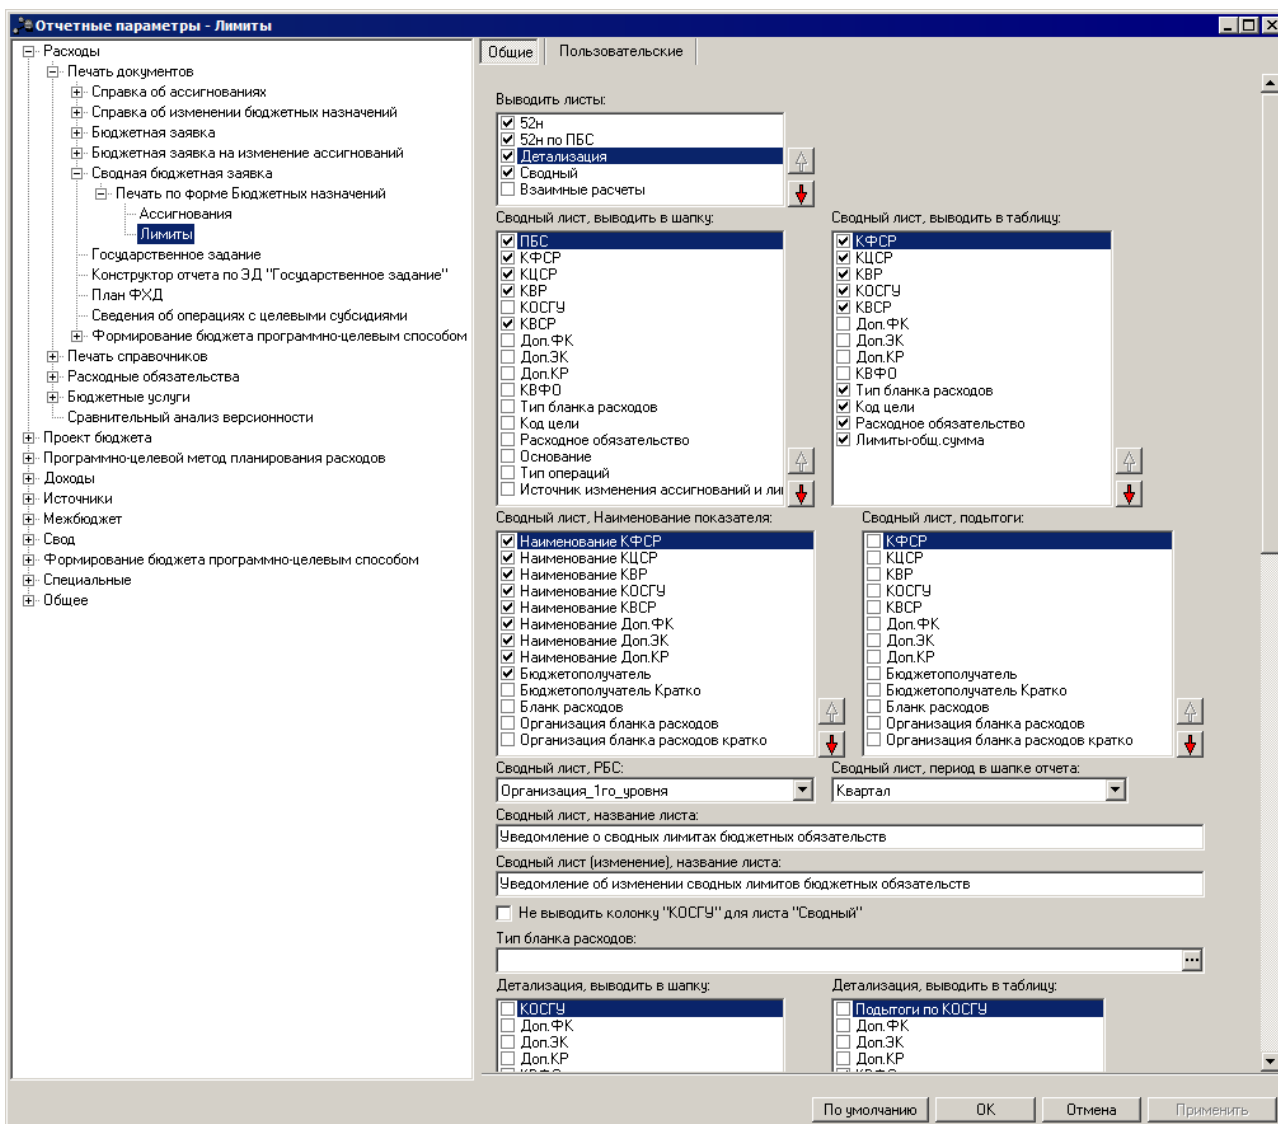 Отчетные параметры - Лимиты
Расходы
Печать документов
Справка об ассигнованиях
Справка об изменении бюджетных назначений
Бюджетная заявка
Бюджетная заявка на изменение ассигнований
Сводная бюджетная заявка
Печать по форме Бюджетных назначений
Ассигнования
Лимиты
Государственное задание
Конструктор отчета по ЭД "Государственное задание"
План ФХД
Сведения об операциях с целевыми субсидиями
Формирование бюджета программно-целевым способом
Печать справочников
Расходные обязательства
Бюджетные услуги
Сравнительный анализ версионности
Проект бюджета
Программно-целевой метод планирования расходов
Доходы
Источники
Межбюджет
Свод
Формирование бюджета программно-целевым способом
Специальные
Общее
Общие Пользовательские
Выводить листы:
52н
52н по ПБС
Детализация
Сводный
Взаимные расчеты
Сводный лист, выводить в шапку:
ПБС
КФСР
КЦСР
КВР
КОСГУ
КВСР
Доп.ФК
Доп.ЭК
Доп.КР
КВФО
Тип бланка расходов
Код цели
Расходное обязательство
Основание
Тип операций
Источник изменения ассигнований и ли
Сводный лист, выводить в таблицу:
КФСР
КЦСР
КВР
КОСГУ
КВСР
Доп.ФК
Доп.ЭК
Доп.КР
КВФО
Тип бланка расходов
Код цели
Расходное обязательство
Лимиты-общ.сумма
Сводный лист, Наименование показателя:
Наименование КФСР
Наименование КЦСР
Наименование КВР
Наименование КОСГУ
Наименование КВСР
Наименование Доп.ФК
Наименование Доп.ЭК
Наименование Доп.КР
Бюджетополучатель
Бюджетополучатель Кратко
Бланк расходов
Организация бланка расходов
Организация бланка расходов кратко
Сводный лист, подытоги:
КФСР
КЦСР
КВР
КОСГУ
КВСР
Доп.ФК
Доп.ЭК
Доп.КР
Бюджетополучатель
Бюджетополучатель Кратко
Бланк расходов
Организация бланка расходов
Организация бланка расходов кратко
Сводный лист, РБС:
Организация_1го_уровня
Сводный лист, период в шапке отчета:
Квартал
Сводный лист, название листа:
Уведомление о сводных лимитах бюджетных обязательств
Сводный лист (изменение), название листа:
Уведомление об изменении сводных лимитов бюджетных обязательств
Не выводить колонку "КОСГУ" для листа "Сводный"
Тип бланка расходов:
...
Детализация, выводить в шапку:
КОСГУ
Доп.ФК
Доп.ЭК
Доп.КР
КВФО
Детализация, выводить в таблицу:
Подытоги по КОСГУ
Доп.ФК
Доп.ЭК
Доп.КР
КВФО
По умолчанию ОК Отмена Применить